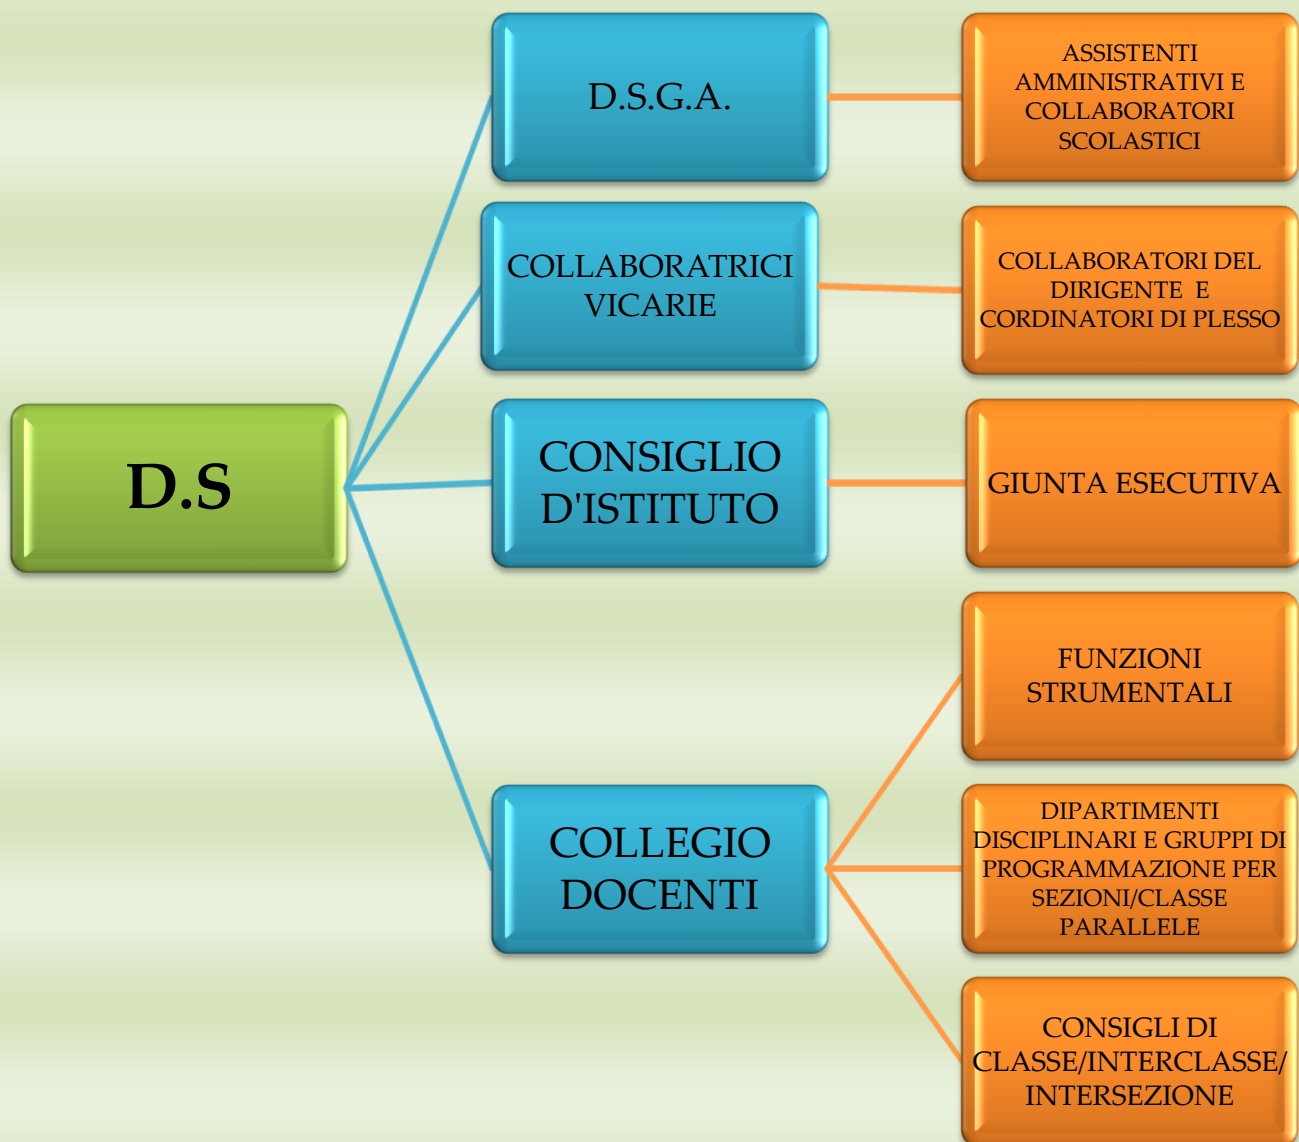 D.S
D.S.G.A.
ASSISTENTI
AMMINISTRATIVI E
COLLABORATORI
SCOLASTICI
COLLABORATRICI
VICARIE
COLLABORATORI DEL
DIRIGENTE E
CORDINATORI DI PLESSO
CONSIGLIO
D'ISTITUTO
GIUNTA ESECUTIVA
COLLEGIO
DOCENTI
FUNZIONI
STRUMENTALI
DIPARTIMENTI
DISCIPLINARI E GRUPPI DI
PROGRAMMAZIONE PER
SEZIONI/CLASSE
PARALLELE
CONSIGLI DI
CLASSE/INTERCLASSE/
INTERSEZIONE